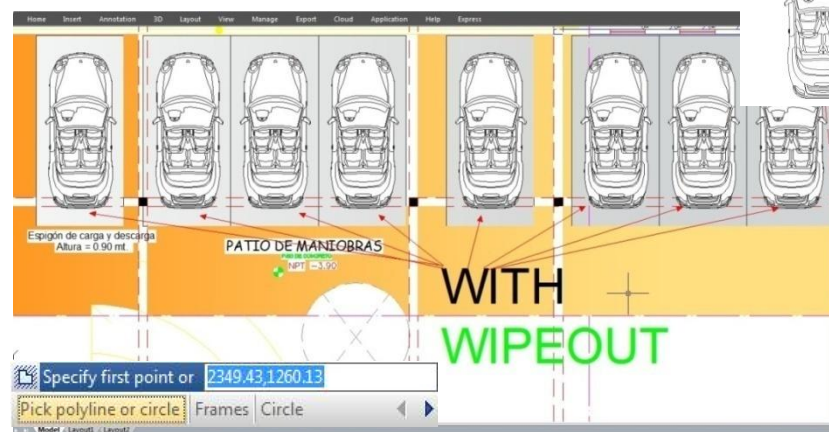 Home Insert Annotation 3D Layout View Manage Export Cloud Application Help Express
Espigón de carga y descarga
Altura = 0.90 mt.
PATIO DE MANIOBRAS
NPT -3.90
WITH
WIPEOUT
Specify first point or 2349.43,1260.13
Pick polyline or circle Frames Circle
Model Layout1 Layout2